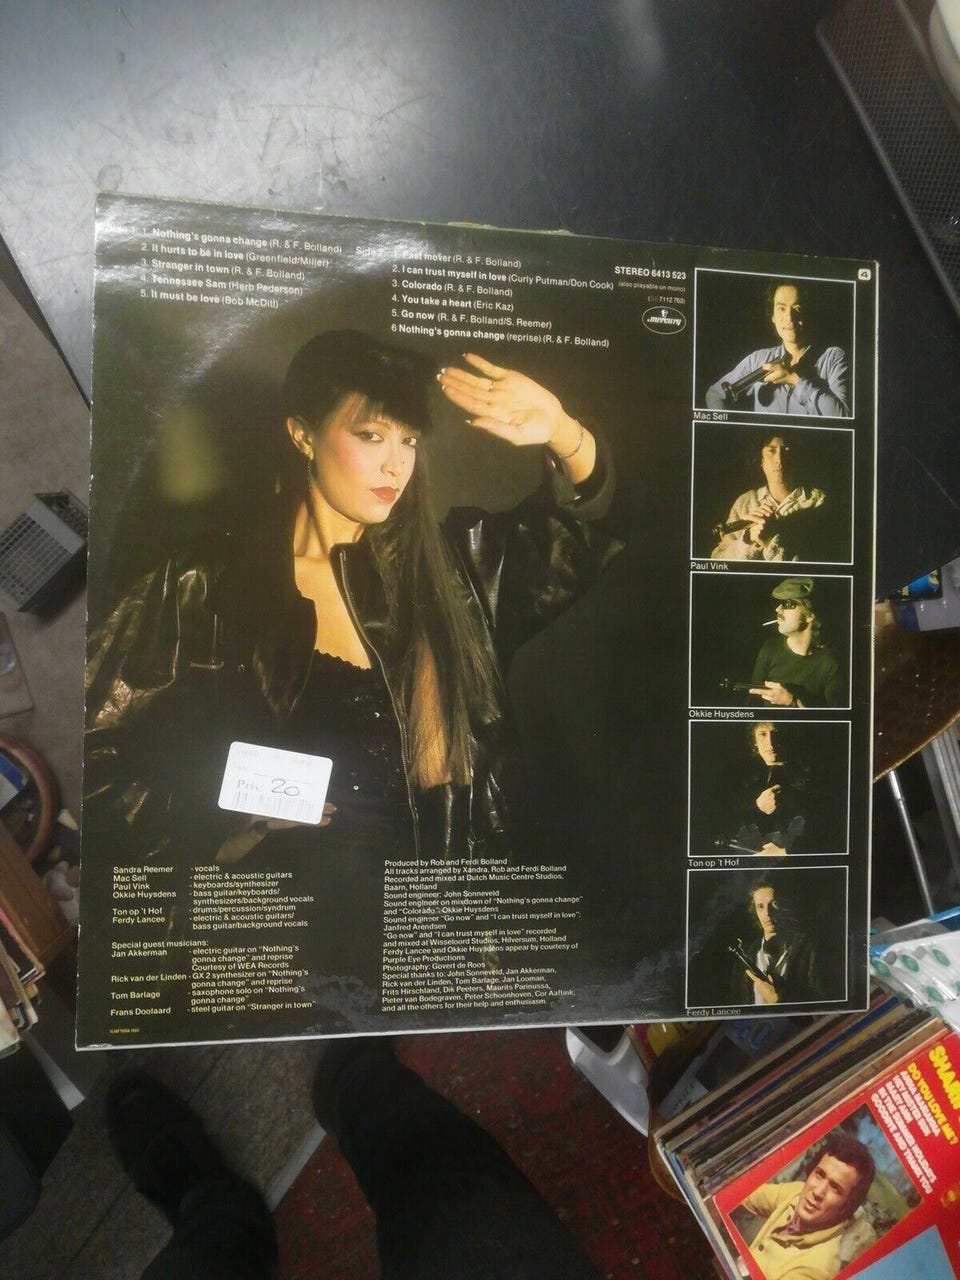 1. Nothing's gonna change (R. & F. Bolland)
2. It hurts to be in love (Greenfield/Miller)
3. Stranger in town (R. & F. Bolland)
4. Tennessee Sam (Herb Pederson)
5. It must be love (Bob McDill)
Side
Fast mover (R. & F. Bolland)
2. I can trust myself in love (Curly Putman/Don Cook)
3. Colorado (R. & F. Bolland)
4. You take a heart (Eric Kaz)
5. Go now (R. & F. Bolland/S. Reemer)
6 Nothing's gonna change (reprise) (R. & F. Bolland)
STEREO 6413 523
(also playable on mono)
7112 762)
mercury
4
Mac Sell
Paul Vink
Okkie Huysdens
Ton op 't Hof
Ferdy Lancee
Prix: 20
Sandra Reemer - vocals
Mac Sell - electric & acoustic guitars
Paul Vink - keyboards/synthesizer
Okkie Huysdens - bass guitar/keyboards/
synthesizers/background vocals
Ton op 't Hof - drums/percussion/syndrum
Ferdy Lancee - electric & acoustic guitars/
bass guitar/background vocals
Special guest musicians:
Jan Akkerman - electric guitar on "Nothing's
gonna change" and reprise
Courtesy of WEA Records
Rick van der Linden - GX 2 synthesizer on "Nothing's
gonna change" and reprise
Tom Barlage - saxophone solo on "Nothing's
gonna change"
Frans Doolaard - steel guitar on "Stranger in town"
Produced by Rob and Ferdi Bolland
All tracks arranged by Xandra, Rob and Ferdi Bolland
Recorded and mixed at Dutch Music Centre Studios,
Baarn, Holland
Sound engineer: John Sonneveld
Sound engineer on mixdown of "Nothing's gonna change"
and "Colorado": Okkie Huysdens
Sound engineer "Go now" and "I can trust myself in love":
Janfred Arendsen
"Go now" and "I can trust myself in love" recorded
and mixed at Wisseloord Studios, Hilversum, Holland
Ferdy Lancee and Okkie Huysdens appear by courtesy of
Purple Eye Productions
Photography: Govert de Roos
Special thanks to: John Sonneveld, Jan Akkerman,
Rick van der Linden, Tom Barlage, Jan Looman,
Frits Hirschland, Dik Peeters, Maurits Parinussa,
Pieter van Bodegraven, Peter Schoonhoven, Cor Aaftink,
and all the others for their help and enthusiasm.
DO YOU LOVE ME?
GOODBYE AND THANK YOU